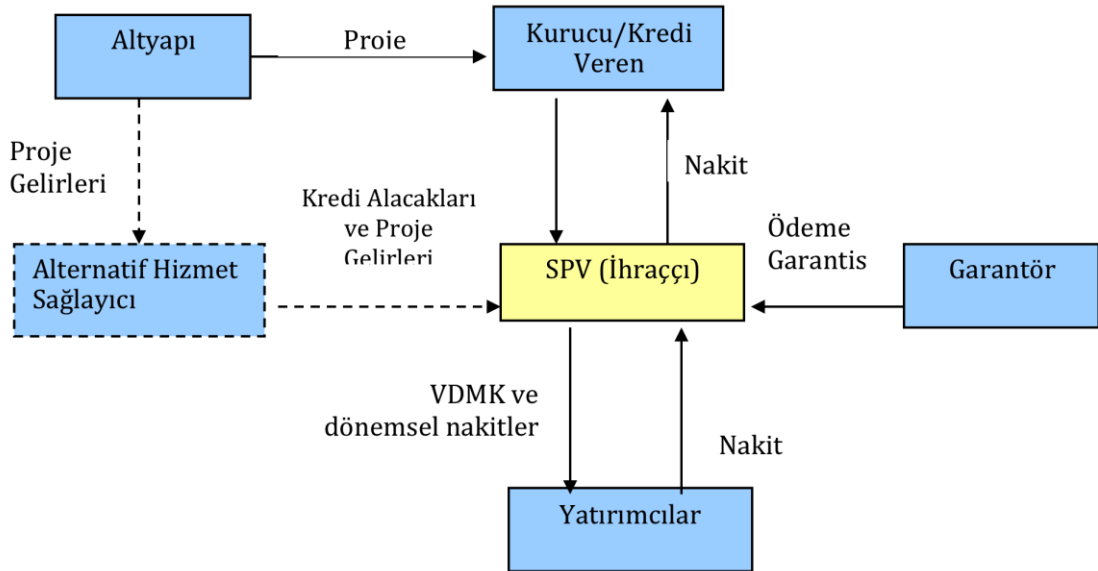 Altyapı
Proje
Kurucu/Kredi
Veren
Proje
Gelirleri
Nakit
Kredi Alacakları
ve Proje
Gelirleri
Ödeme
Garantis
Alternatif Hizmet
Sağlayıcı
SPV (İhraççı)
Garantör
VDMK ve
dönemsel nakitler
Nakit
Yatırımcılar